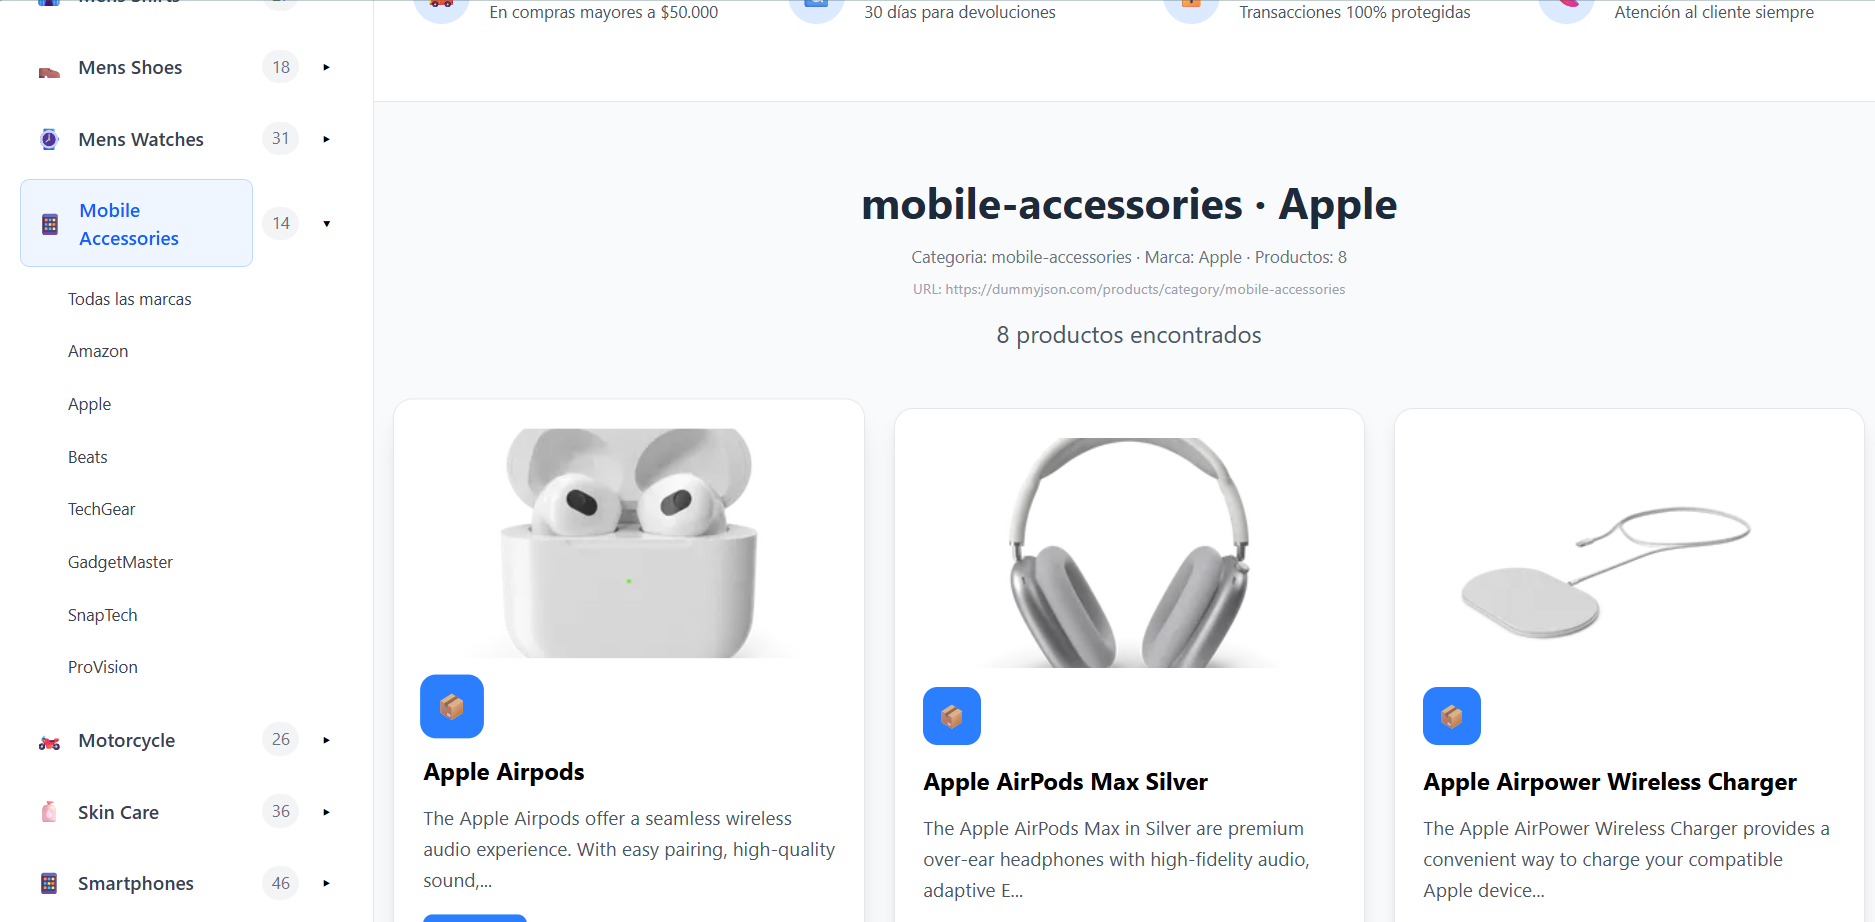 Mens Shirts
En compras mayores a $50.000
30 días para devoluciones
Transacciones 100% protegidas
Atención al cliente siempre
Mens Shoes
18
Mens Watches
31
Mobile
Accessories
14
Todas las marcas
Amazon
Apple
Beats
TechGear
GadgetMaster
SnapTech
ProVision
Motorcycle
26
Skin Care
36
Smartphones
46
mobile-accessories · Apple
Categoria: mobile-accessories · Marca: Apple · Productos: 8
URL: https://dummyjson.com/products/category/mobile-accessories
8 productos encontrados
Apple Airpods
The Apple Airpods offer a seamless wireless
audio experience. With easy pairing, high-quality
sound,...
Apple AirPods Max Silver
The Apple AirPods Max in Silver are premium
over-ear headphones with high-fidelity audio,
adaptive E...
Apple Airpower Wireless Charger
The Apple AirPower Wireless Charger provides a
convenient way to charge your compatible
Apple device...